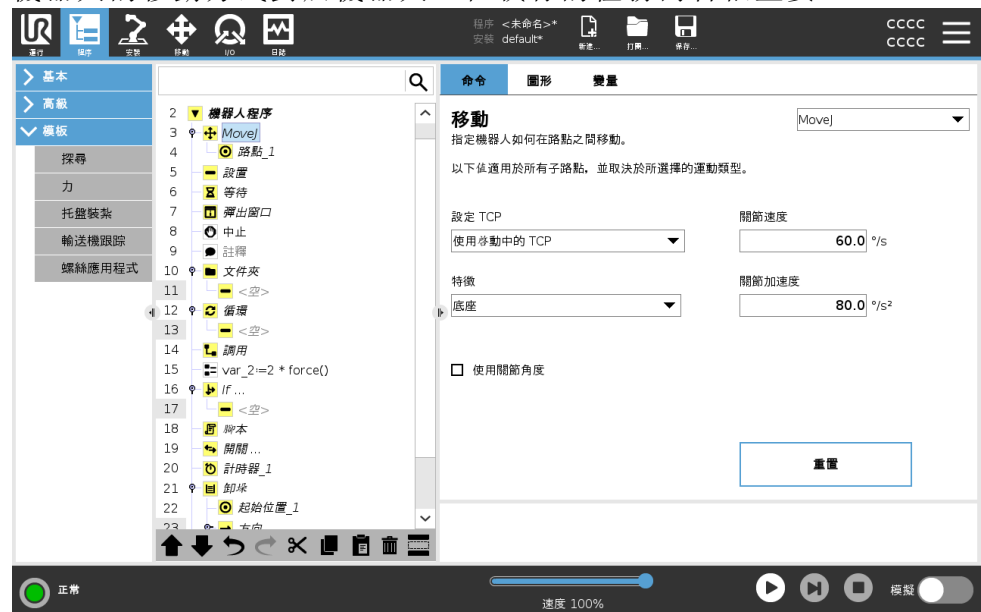 程序 <未命名>*
安裝 default*
CCCC
CCCC
運行
程序
安裝
移動
I/O
日誌
新建...
打開...
保存...
基本
高級
模板
探尋
力
托盤裝紮
輸送機跟踪
螺絲應用程式
2 機器人程序
3 MoveJ
4 路點_1
5 設置
6 等待
7 彈出窗口
8 中止
9 註釋
10 文件夾
11 <空>
12 循環
13 <空>
14 調用
15 var_2:=2 * force()
16 If ...
17 <空>
18 腳本
19 開關 ...
20 計時器_1
21 卸垛
22 起始位置_1
23 方向
命令
圖形
變量
移動
MoveJ
指定機器人如何在路點之間移動。
以下值適用於所有子路點，並取決於所選擇的運動類型。
設定 TCP
關節速度
使用移動中的 TCP
60.0 °/s
特徵
關節加速度
底座
80.0 °/s²
使用關節角度
重置
正常
速度 100%
模擬